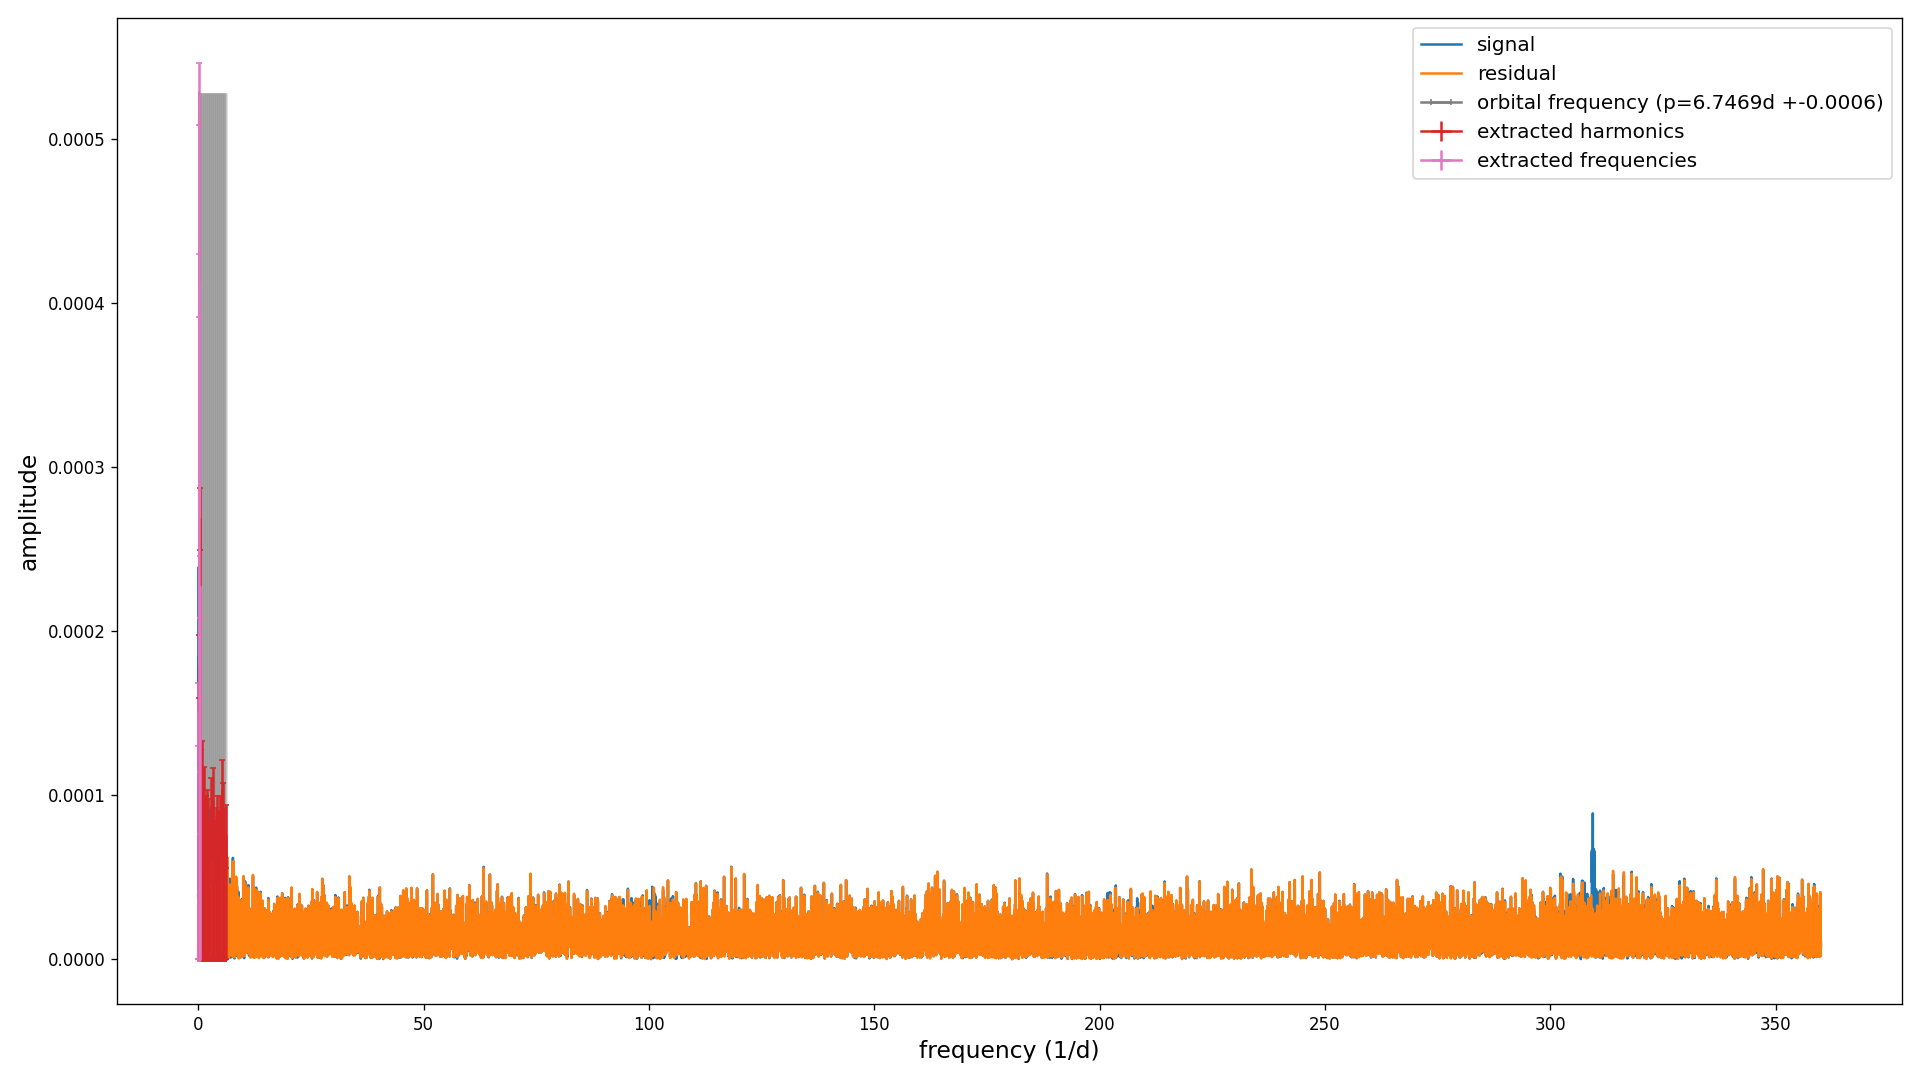 signal
residual
orbital frequency (p=6.7469d +-0.0006)
extracted harmonics
extracted frequencies
amplitude
0.0005
0.0004
0.0003
0.0002
0.0001
0.0000
0 50 100 150 200 250 300 350
frequency (1/d)